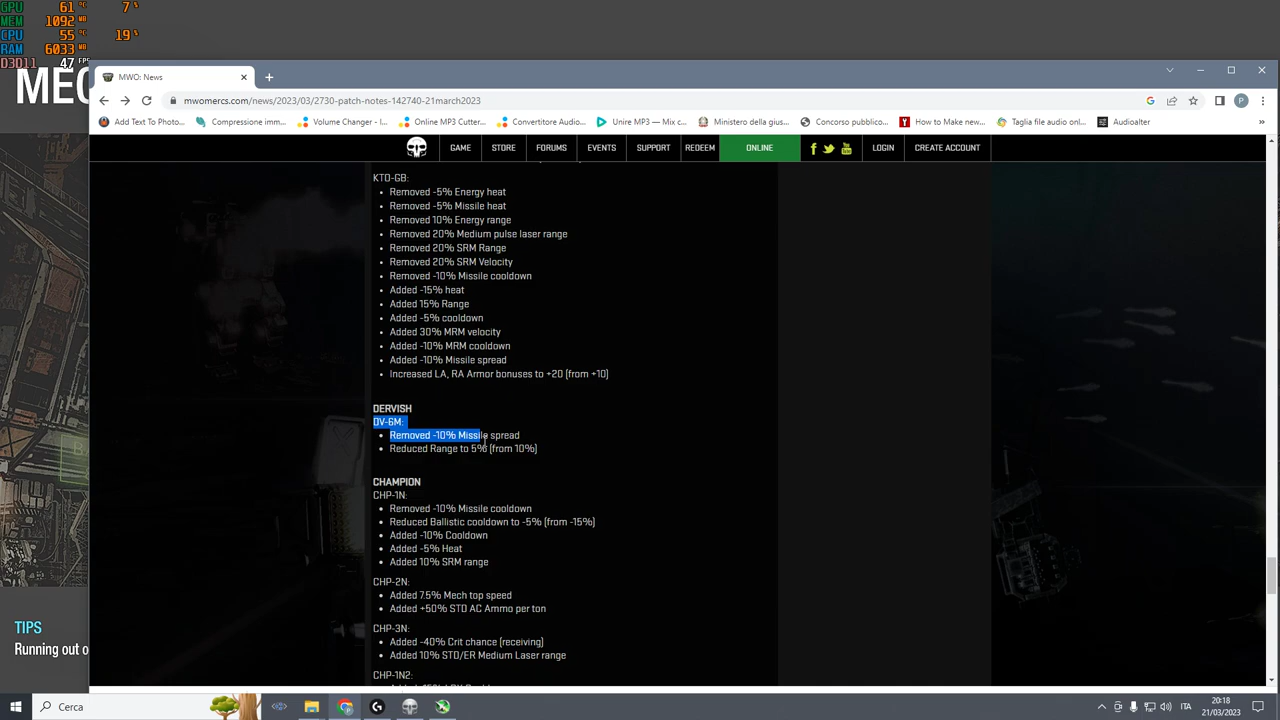 GPU 61 °C 7 %
MEM 1092 MB
CPU 55 °C 19 %
RAM 6033 MB
D3D11 47 FPS
MWO: News
mwomercs.com/news/2023/03/2730-patch-notes-142740-21march2023
P
Add Text To Photo...
Compressione imm...
Volume Changer - I...
Online MP3 Cutter...
Convertitore Audio...
Unire MP3 — Mix c...
Ministero della gius...
Concorso pubblico...
How to Make new...
Taglia file audio onl...
Audioalter
»
GAME
STORE
FORUMS
EVENTS
SUPPORT
REDEEM
ONLINE
LOGIN
CREATE ACCOUNT
KTO-GB:
Removed -5% Energy heat
Removed -5% Missile heat
Removed 10% Energy range
Removed 20% Medium pulse laser range
Removed 20% SRM Range
Removed 20% SRM Velocity
Removed -10% Missile cooldown
Added -15% heat
Added 15% Range
Added -5% cooldown
Added 30% MRM velocity
Added -10% MRM cooldown
Added -10% Missile spread
Increased LA, RA Armor bonuses to +20 (from +10)
DERVISH
DV-6M:
Removed -10% Missile spread
Reduced Range to 5% (from 10%)
CHAMPION
CHP-1N:
Removed -10% Missile cooldown
Reduced Ballistic cooldown to -5% (from -15%)
Added -10% Cooldown
Added -5% Heat
Added 10% SRM range
CHP-2N:
Added 7.5% Mech top speed
Added +50% STD AC Ammo per ton
CHP-3N:
Added -40% Crit chance (receiving)
Added 10% STD/ER Medium Laser range
CHP-1N2:
TIPS
Running out o
Cerca
ITA
20:18
21/03/2023